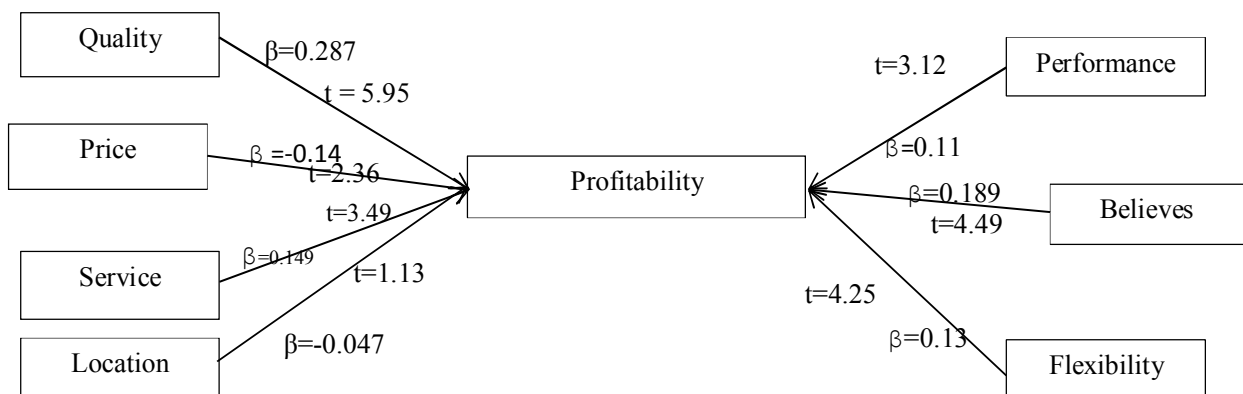 Quality
β=0.287
t = 5.95
Price
β =-0.14
t=2.36
t=3.49
Service
β=0.149
t=1.13
Location
β=-0.047
Profitability
t=3.12
Performance
β=0.11
β=0.189
t=4.49
Believes
t=4.25
β=0.13
Flexibility